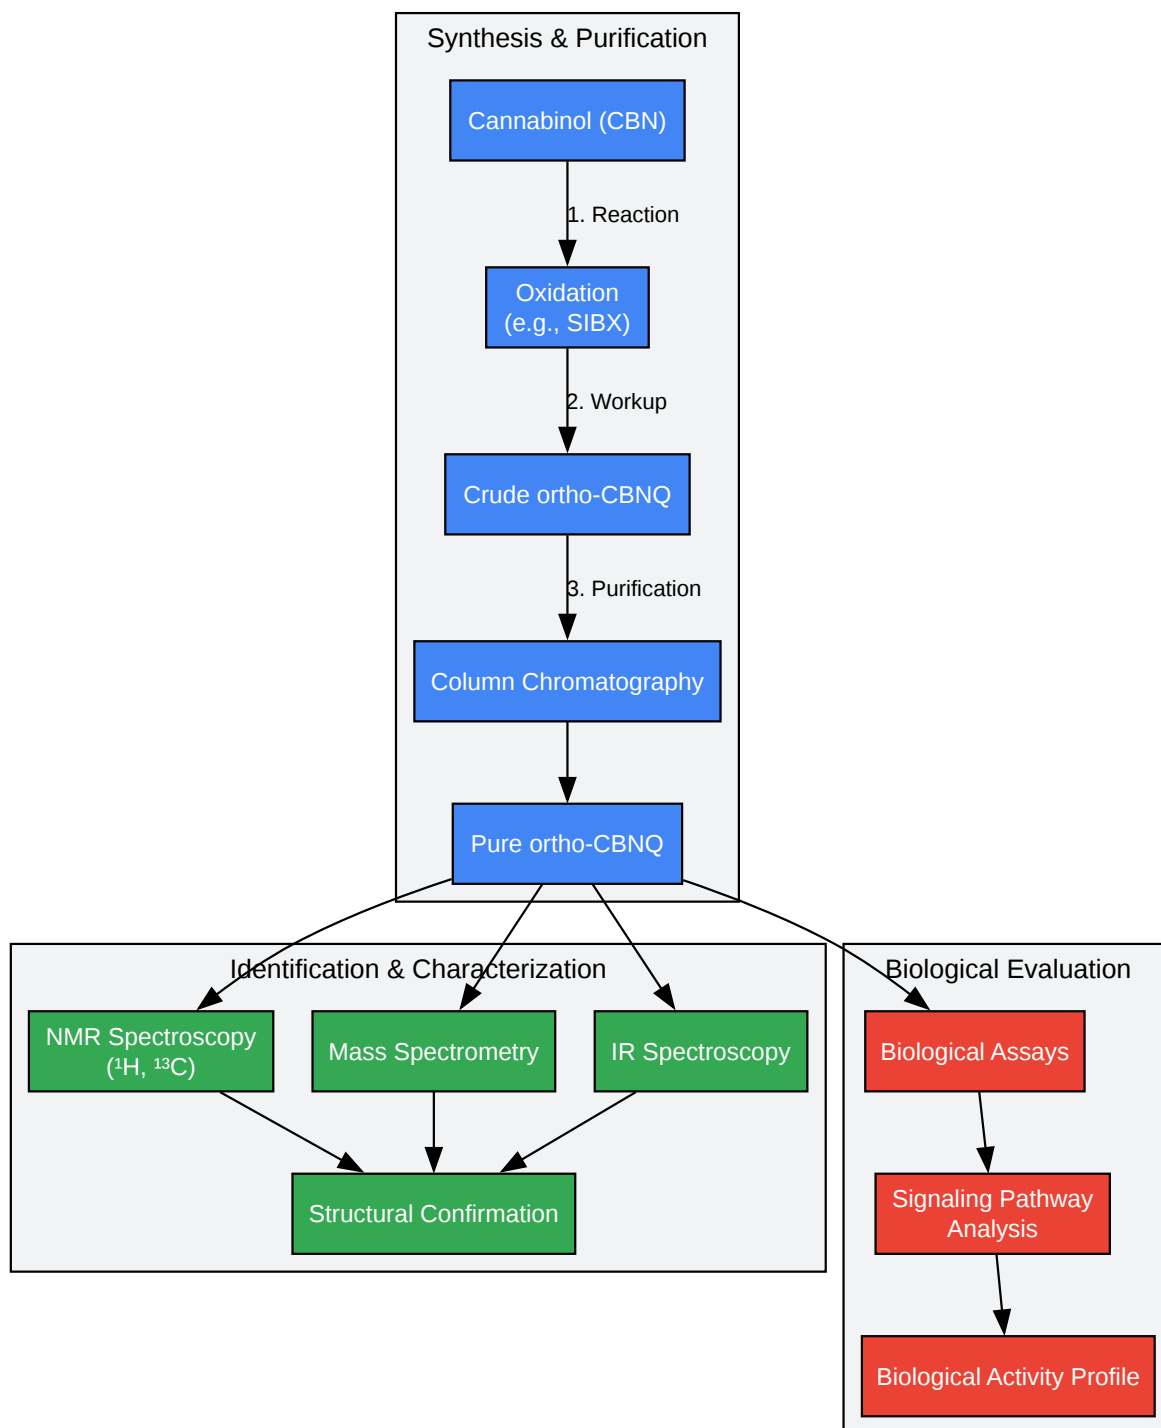 Synthesis & Purification
Cannabinol (CBN)
1. Reaction
Oxidation
(e.g., SIBX)
2. Workup
Crude ortho-CBNQ
3. Purification
Column Chromatography
Pure ortho-CBNQ
Identification & Characterization
NMR Spectroscopy
(¹H, ¹³C)
Mass Spectrometry
IR Spectroscopy
Structural Confirmation
Biological Evaluation
Biological Assays
Signaling Pathway
Analysis
Biological Activity Profile